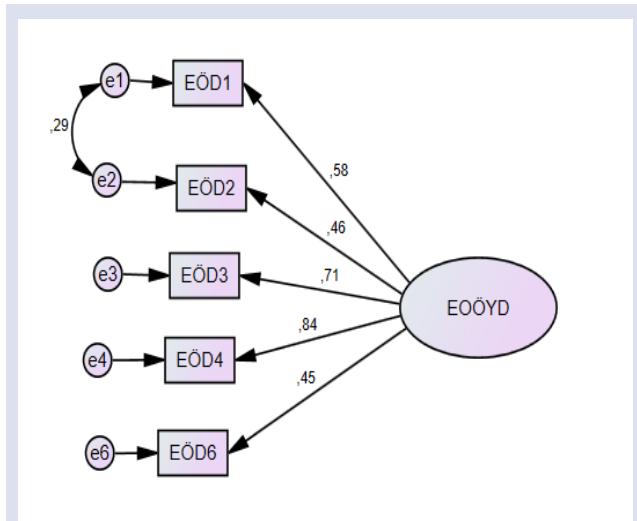 e1
EÖD1
,29
,58
e2
EÖD2
,46
e3
EÖD3
,71
EOÖYD
e4
EÖD4
,84
,45
e6
EÖD6